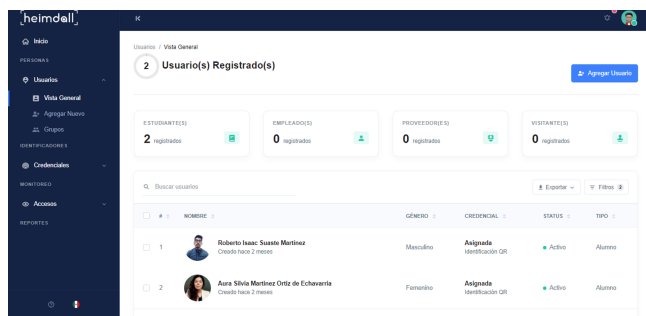 [heimdall]
Inicio
PERSONAS
Usuarios
Vista General
Agregar Nuevo
Grupos
IDENTIFICADORES
Credenciales
MONITOREO
Accesos
REPORTES
Usuarios / Vista General
2 Usuario(s) Registrado(s)
Agregar Usuario
ESTUDIANTE(S)
2 registrados
EMPLEADO(S)
0 registrados
PROVEEDOR(ES)
0 registrados
VISITANTE(S)
0 registrados
Buscar usuarios
Exportar
Filtros 2
# NOMBRE GÉNERO CREDENCIAL STATUS TIPO
1 Roberto Isaac Suaste Martínez Masculino Asignada Activo Alumno
Creado hace 2 meses Identificación QR
2 Aura Silvia Martínez Ortiz de Echavarría Femenino Asignada Activo Alumno
Creado hace 2 meses Identificación QR